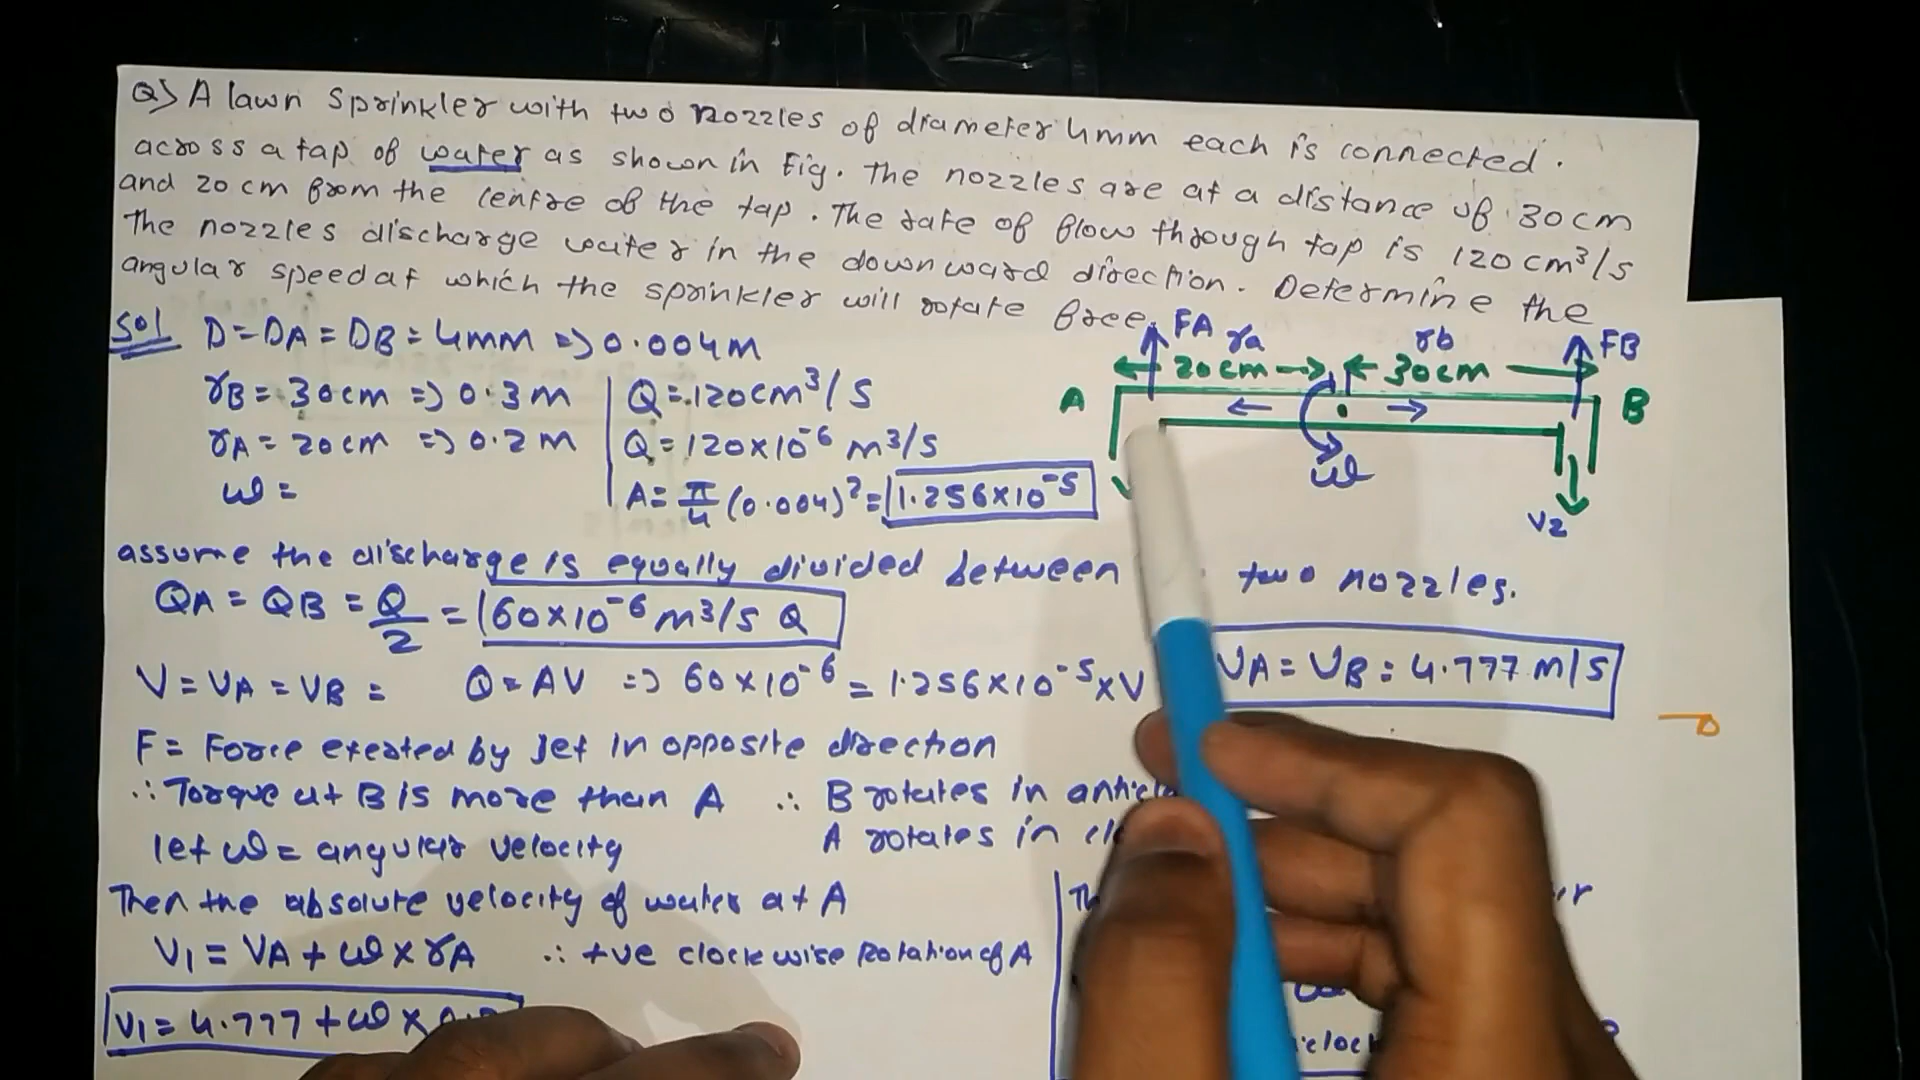 Q) A lawn sprinkler with two nozzles of diameter 4mm each is connected.
across a tap of water as shown in Fig. The nozzles are at a distance of 30cm
and 20 cm from the centre of the tap. The rate of flow through tap is 120 cm³/s
The nozzles discharge water in the downward direction. Determine the
angular speed at which the sprinkler will rotate free.
Sol D = DA = DB = 4mm => 0.004M
rB = 30cm => 0.3 m
rA = 20cm => 0.2 m
ω =
Q = 120cm³/s
Q = 120×10⁻⁶ m³/s
A = π/4 (0.004)² = 1.256×10⁻⁵
FA ra rb FB
20cm 30cm
A B
ω
V2
assume the discharge is equally divided between two nozzles.
QA = QB = Q/2 = 60×10⁻⁶ m³/s Q
V = VA = VB = Q = AV => 60×10⁻⁶ = 1.256×10⁻⁵×V VA = VB = 4.777 m/s
F = Force exerted by Jet in opposite direction
∴ Torque at B is more than A ∴ B rotates in
A rotates in
let ω = angular velocity
Then the absolute velocity of water at A
V1 = VA + ω × rA ∴ +ve clockwise Rotation of A
V1 = 4.777 + ω ×